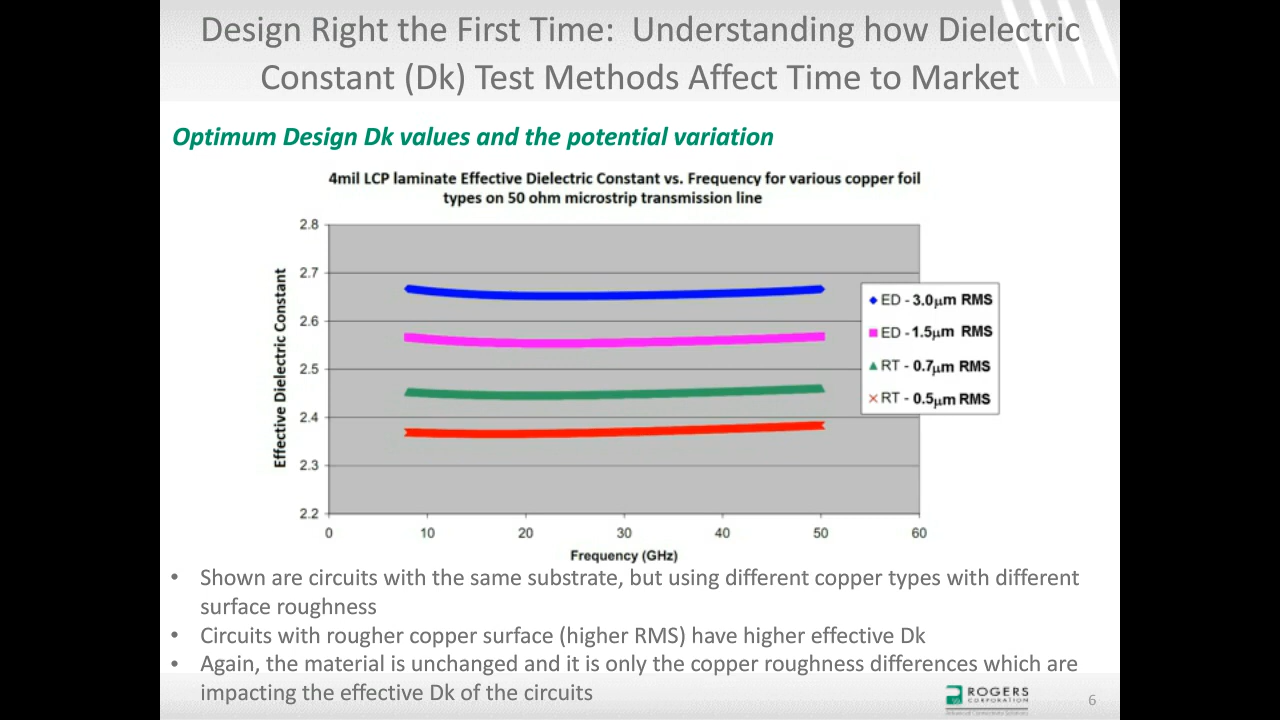 Design Right the First Time:  Understanding how Dielectric
Constant (Dk) Test Methods Affect Time to Market
Optimum Design Dk values and the potential variation
4mil LCP laminate Effective Dielectric Constant vs. Frequency for various copper foil
types on 50 ohm microstrip transmission line
Effective Dielectric Constant
2.8
2.7
2.6
2.5
2.4
2.3
2.2
0
10
20
30
40
50
60
Frequency (GHz)
ED - 3.0µm RMS
ED - 1.5µm RMS
RT - 0.7µm RMS
RT - 0.5µm RMS
• Shown are circuits with the same substrate, but using different copper types with different
surface roughness
• Circuits with rougher copper surface (higher RMS) have higher effective Dk
• Again, the material is unchanged and it is only the copper roughness differences which are
impacting the effective Dk of the circuits
ROGERS
CORPORATION
Advanced Connectivity Solutions
6